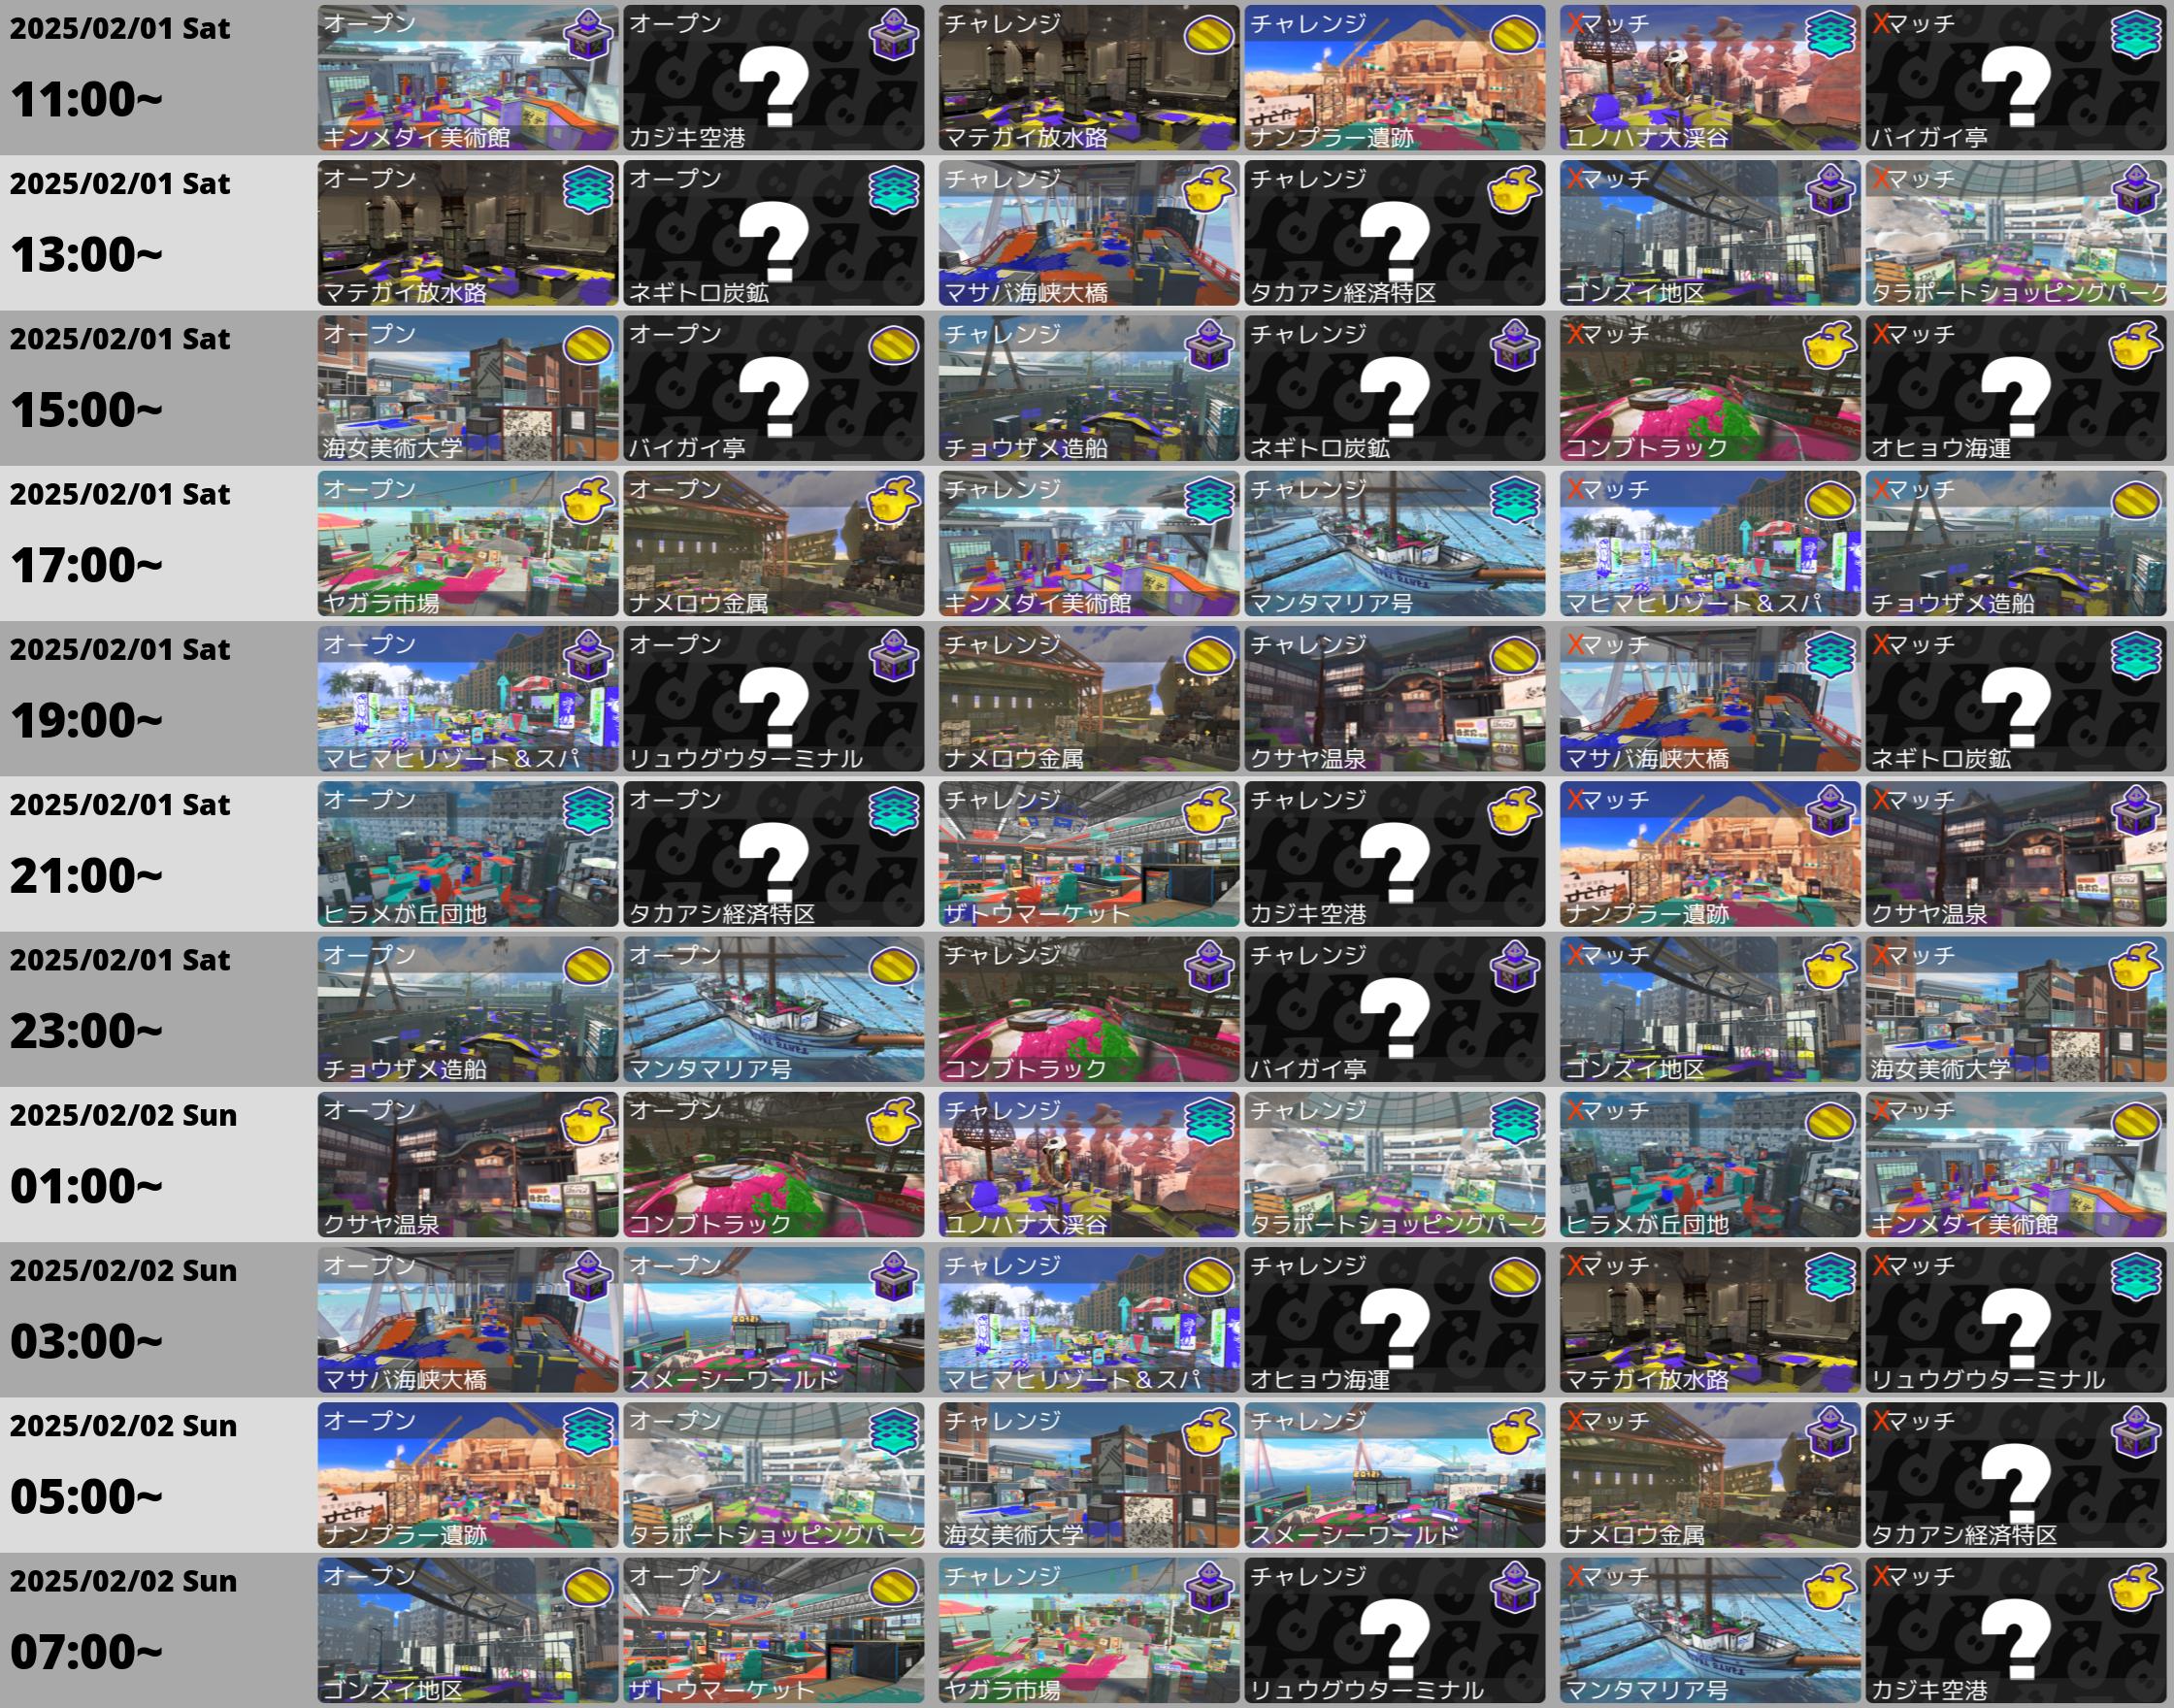 2025/02/01 Sat
11:00~
オープン
キンメダイ美術館
オープン
カジキ空港
チャレンジ
マテガイ放水路
チャレンジ
ナンプラー遺跡
Xマッチ
ユノハナ大渓谷
Xマッチ
バイガイ亭
2025/02/01 Sat
13:00~
オープン
マテガイ放水路
オープン
ネギトロ炭鉱
チャレンジ
マサバ海峡大橋
チャレンジ
タカアシ経済特区
Xマッチ
ゴンズイ地区
Xマッチ
タラポートショッピングパーク
2025/02/01 Sat
15:00~
オープン
海女美術大学
オープン
バイガイ亭
チャレンジ
チョウザメ造船
チャレンジ
ネギトロ炭鉱
Xマッチ
コンブトラック
Xマッチ
オヒョウ海運
2025/02/01 Sat
17:00~
オープン
ヤガラ市場
オープン
ナメロウ金属
チャレンジ
キンメダイ美術館
チャレンジ
マンタマリア号
Xマッチ
マヒマヒリゾート＆スパ
Xマッチ
チョウザメ造船
2025/02/01 Sat
19:00~
オープン
マヒマヒリゾート＆スパ
オープン
リュウグウターミナル
チャレンジ
ナメロウ金属
チャレンジ
クサヤ温泉
Xマッチ
マサバ海峡大橋
Xマッチ
ネギトロ炭鉱
2025/02/01 Sat
21:00~
オープン
ヒラメが丘団地
オープン
タカアシ経済特区
チャレンジ
ザトウマーケット
チャレンジ
カジキ空港
Xマッチ
ナンプラー遺跡
Xマッチ
クサヤ温泉
2025/02/01 Sat
23:00~
オープン
チョウザメ造船
オープン
マンタマリア号
チャレンジ
コンブトラック
チャレンジ
バイガイ亭
Xマッチ
ゴンズイ地区
Xマッチ
海女美術大学
2025/02/02 Sun
01:00~
オープン
クサヤ温泉
オープン
コンブトラック
チャレンジ
ユノハナ大渓谷
チャレンジ
タラポートショッピングパーク
Xマッチ
ヒラメが丘団地
Xマッチ
キンメダイ美術館
2025/02/02 Sun
03:00~
オープン
マサバ海峡大橋
オープン
スメーシーワールド
チャレンジ
マヒマヒリゾート＆スパ
チャレンジ
オヒョウ海運
Xマッチ
マテガイ放水路
Xマッチ
リュウグウターミナル
2025/02/02 Sun
05:00~
オープン
ナンプラー遺跡
オープン
タラポートショッピングパーク
チャレンジ
海女美術大学
チャレンジ
スメーシーワールド
Xマッチ
ナメロウ金属
Xマッチ
タカアシ経済特区
2025/02/02 Sun
07:00~
オープン
ゴンズイ地区
オープン
ザトウマーケット
チャレンジ
ヤガラ市場
チャレンジ
リュウグウターミナル
Xマッチ
マンタマリア号
Xマッチ
カジキ空港